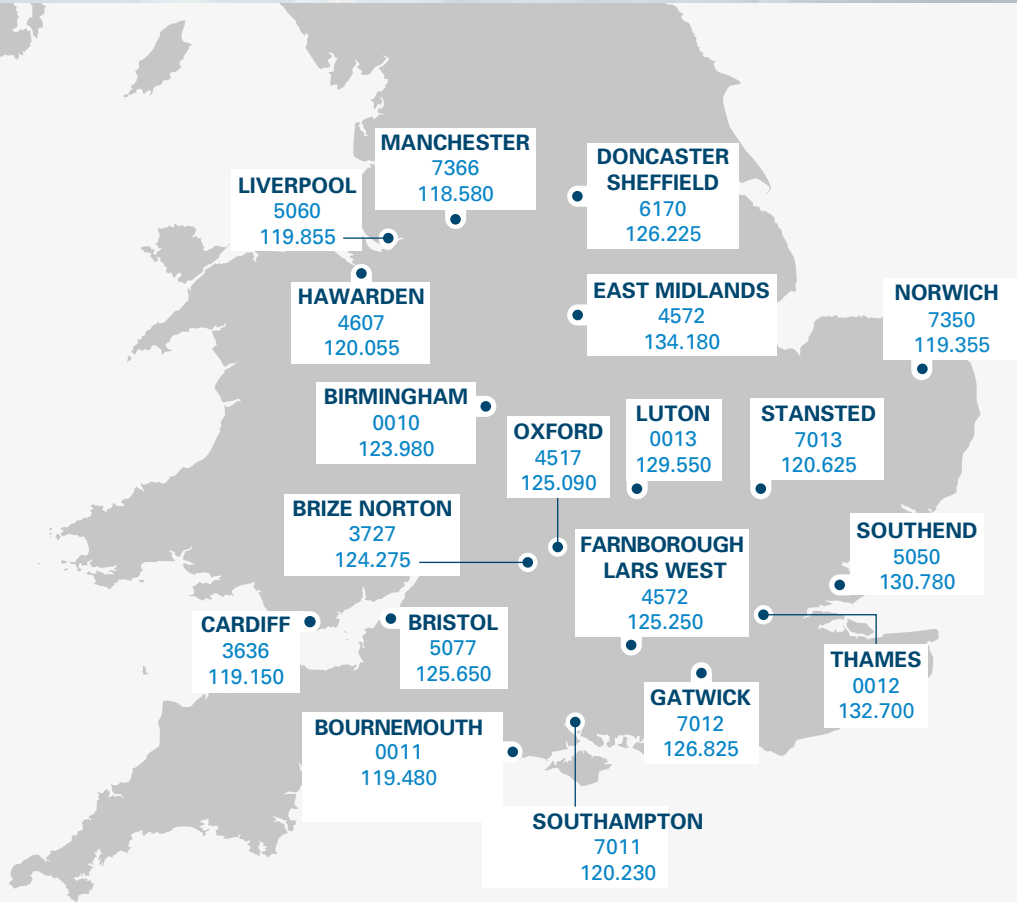 MANCHESTER
7366
118.580
DONCASTER
SHEFFIELD
6170
126.225
LIVERPOOL
5060
119.855
HAWARDEN
4607
120.055
EAST MIDLANDS
4572
134.180
NORWICH
7350
119.355
BIRMINGHAM
0010
123.980
OXFORD
4517
125.090
LUTON
0013
129.550
STANSTED
7013
120.625
BRIZE NORTON
3727
124.275
FARNBOROUGH
LARS WEST
4572
125.250
SOUTHEND
5050
130.780
CARDIFF
3636
119.150
BRISTOL
5077
125.650
THAMES
0012
132.700
GATWICK
7012
126.825
BOURNEMOUTH
0011
119.480
SOUTHAMPTON
7011
120.230